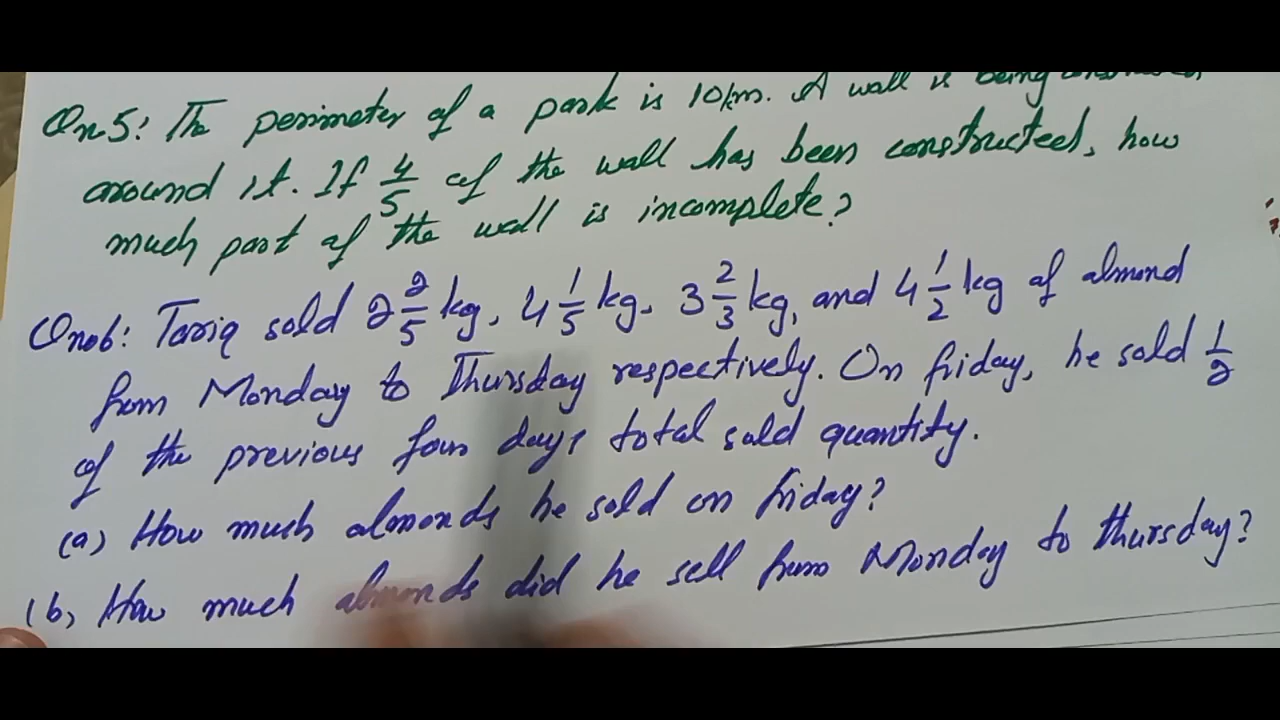 Qn5: The perimeter of a park is 10km. A wall is being
around it. If 4/5 of the wall has been constructed, how
much part of the wall is incomplete?
Qno6: Tariq sold 2 2/5 kg, 4 1/5 kg, 3 2/3 kg, and 4 1/2 kg of almond
from Monday to Thursday respectively. On friday, he sold 1/2
of the previous four days total sold quantity.
(a) How much almonds he sold on friday?
(b) How much almonds did he sell from Monday to thursday?